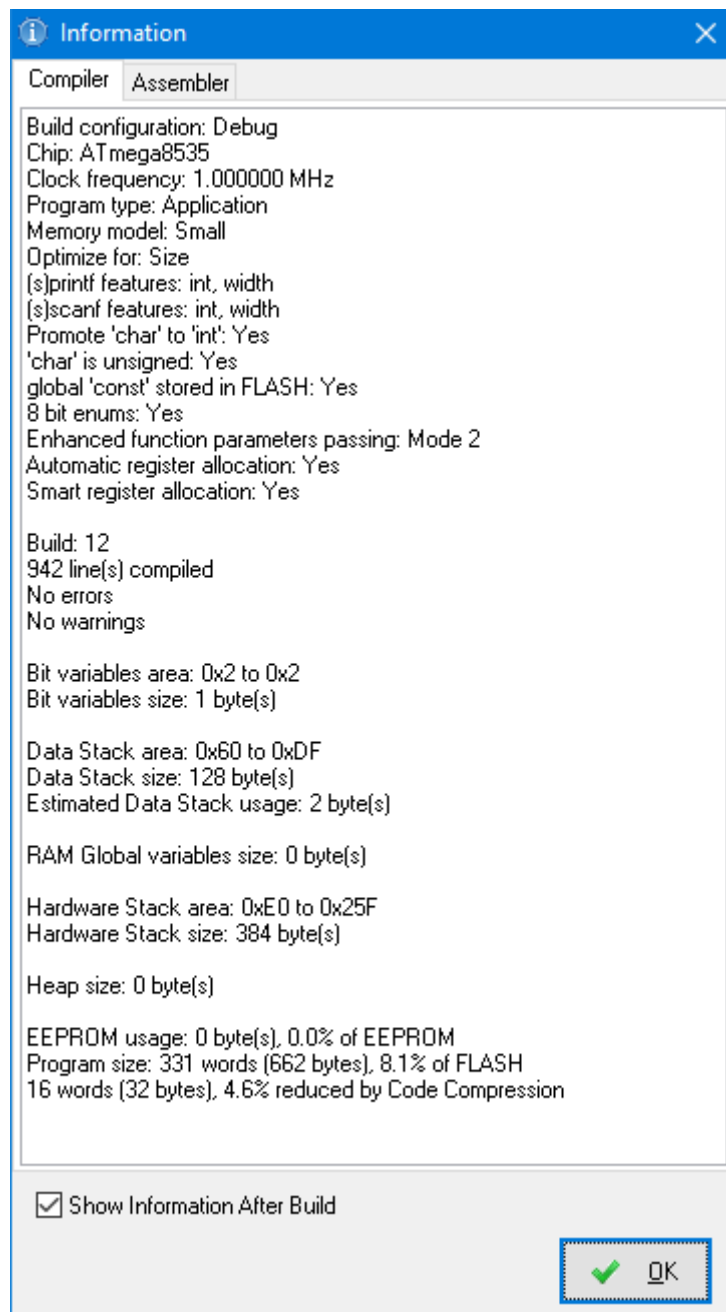 Information
Compiler
Assembler
Build configuration: Debug
Chip: ATmega8535
Clock frequency: 1.000000 MHz
Program type: Application
Memory model: Small
Optimize for: Size
(s)printf features: int, width
(s)scanf features: int, width
Promote 'char' to 'int': Yes
'char' is unsigned: Yes
global 'const' stored in FLASH: Yes
8 bit enums: Yes
Enhanced function parameters passing: Mode 2
Automatic register allocation: Yes
Smart register allocation: Yes
Build: 12
942 line(s) compiled
No errors
No warnings
Bit variables area: 0x2 to 0x2
Bit variables size: 1 byte(s)
Data Stack area: 0x60 to 0xDF
Data Stack size: 128 byte(s)
Estimated Data Stack usage: 2 byte(s)
RAM Global variables size: 0 byte(s)
Hardware Stack area: 0xE0 to 0x25F
Hardware Stack size: 384 byte(s)
Heap size: 0 byte(s)
EEPROM usage: 0 byte(s), 0.0% of EEPROM
Program size: 331 words (662 bytes), 8.1% of FLASH
16 words (32 bytes), 4.6% reduced by Code Compression
Show Information After Build
OK